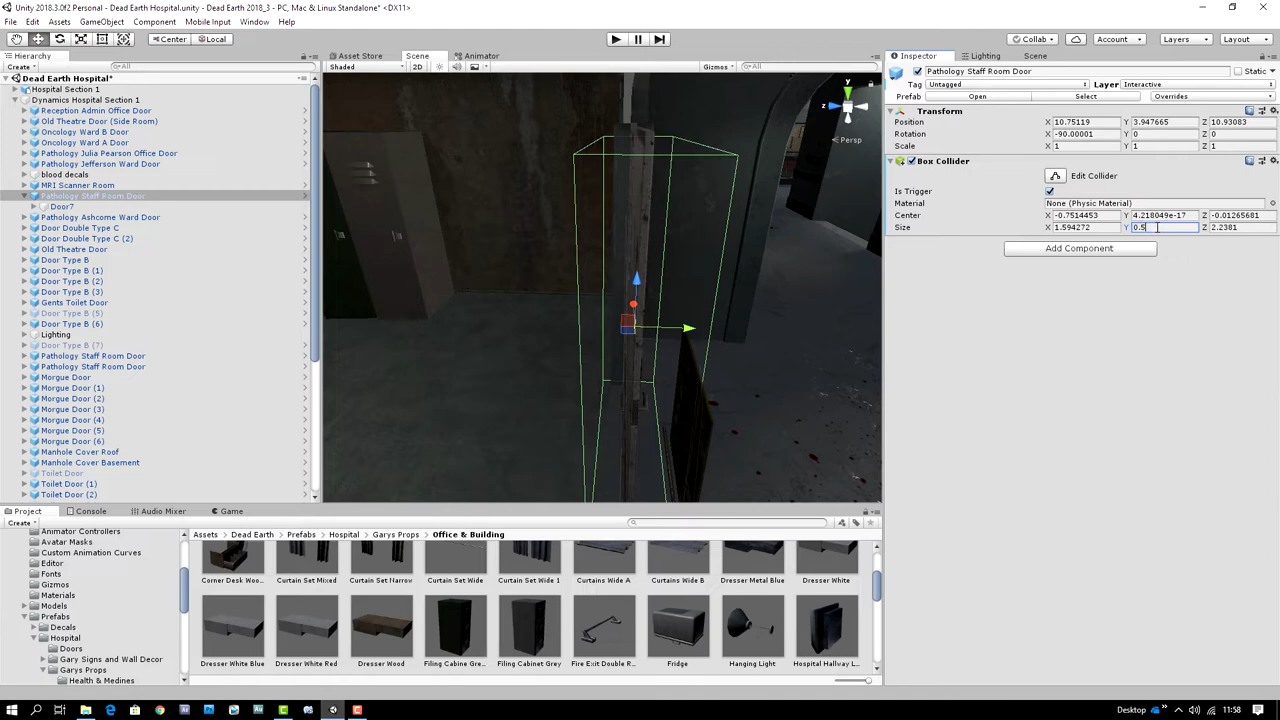 Unity 2018.3.0f2 Personal - Dead Earth Hospital.unity - Dead Earth 2018_3 - PC, Mac & Linux Standalone* <DX11>
File Edit Assets GameObject Component Mobile Input Window Help
Center Local Collab Account Layers Layout
Hierarchy
Create All
Dead Earth Hospital*
Hospital Section 1
Dynamics Hospital Section 1
Reception Admin Office Door
Old Theatre Door (Side Room)
Oncology Ward B Door
Oncology Ward A Door
Pathology Julia Pearson Office Door
Pathology Jefferson Ward Door
blood decals
MRI Scanner Room
Pathology Staff Room Door
Door7
Pathology Ashcome Ward Door
Door Double Type C
Door Double Type C (2)
Old Theatre Door
Door Type B
Door Type B (1)
Door Type B (2)
Door Type B (3)
Gents Toilet Door
Door Type B (5)
Door Type B (6)
Lighting
Door Type B (7)
Pathology Staff Room Door
Pathology Staff Room Door
Morgue Door
Morgue Door (1)
Morgue Door (2)
Morgue Door (3)
Morgue Door (4)
Morgue Door (5)
Morgue Door (6)
Manhole Cover Roof
Manhole Cover Basement
Toilet Door
Toilet Door (1)
Toilet Door (2)
Asset Store Scene Animator
Shaded 2D Gizmos All
y
z
Persp
Inspector Lighting Scene
Pathology Staff Room Door Static
Tag Untagged Layer Interactive
Prefab Open Select Overrides
Transform
Position X 10.75119 Y 3.947665 Z 10.93083
Rotation X -90.00001 Y 0 Z 0
Scale X 1 Y 1 Z 1
Box Collider
Edit Collider
Is Trigger
Material None (Physic Material)
Center X -0.7514453 Y 4.218049e-17 Z -0.01265681
Size X 1.594272 Y 0.5 Z 2.2381
Add Component
Project Console Audio Mixer Game
Create
Animator Controllers
Avatar Masks
Custom Animation Curves
Editor
Fonts
Gizmos
Materials
Models
Prefabs
Decals
Hospital
Doors
Gary Signs and Wall Decor
Garys Props
Health & Medines
Assets Dead Earth Prefabs Hospital Garys Props Office & Building
Corner Desk Woo... Curtain Set Mixed Curtain Set Narrow Curtain Set Wide Curtain Set Wide 1 Curtains Wide A Curtains Wide B Dresser Metal Blue Dresser White
Dresser White Blue Dresser White Red Dresser Wood Filing Cabine Gre... Filing Cabinet Grey Fire Exit Double R... Fridge Hanging Light Hospital Hallway L...
Desktop 11:58